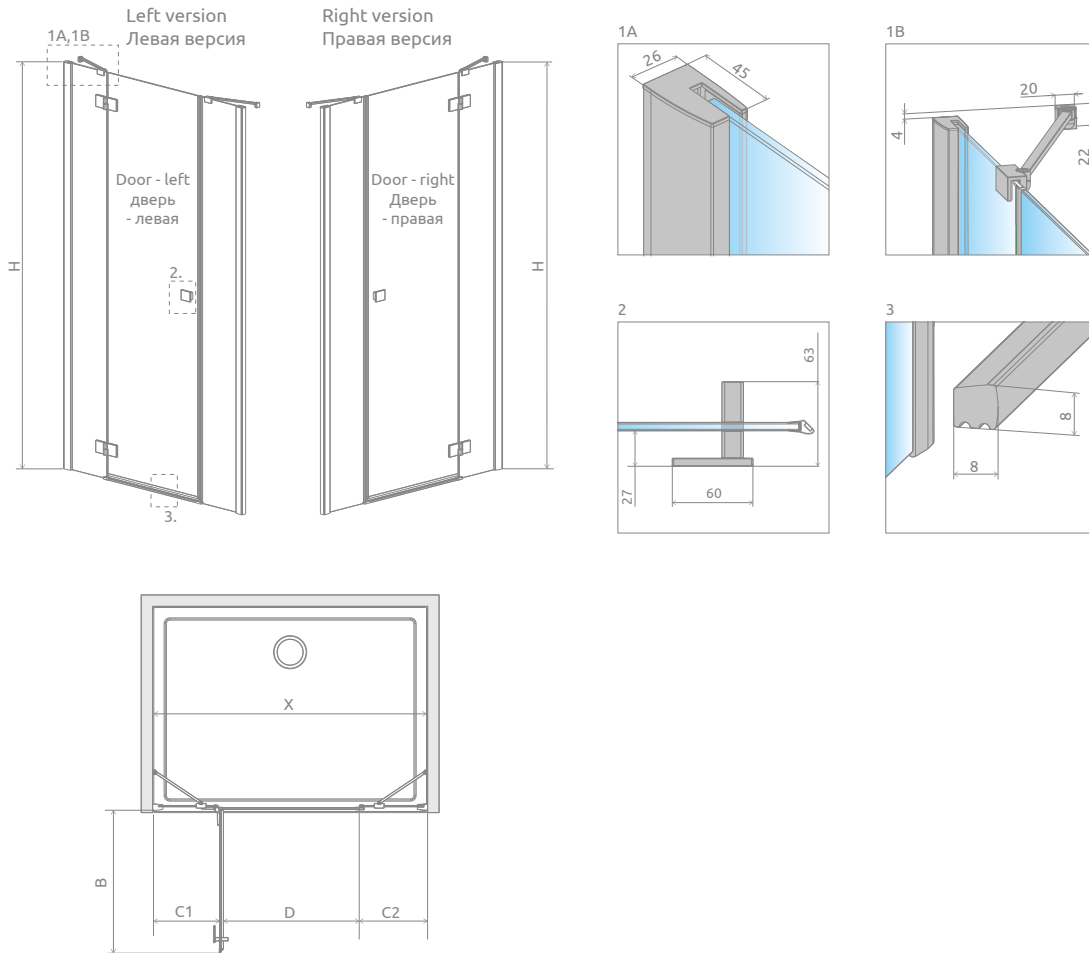 Left version
Левая версия
Right version
Правая версия
1A,1B
H
Door - left
дверь
- левая
2.
3.
Door - right
Дверь
- правая
H
1A
26
45
1B
20
4
22
2
63
27
60
3
8
8
X
B
C1
D
C2